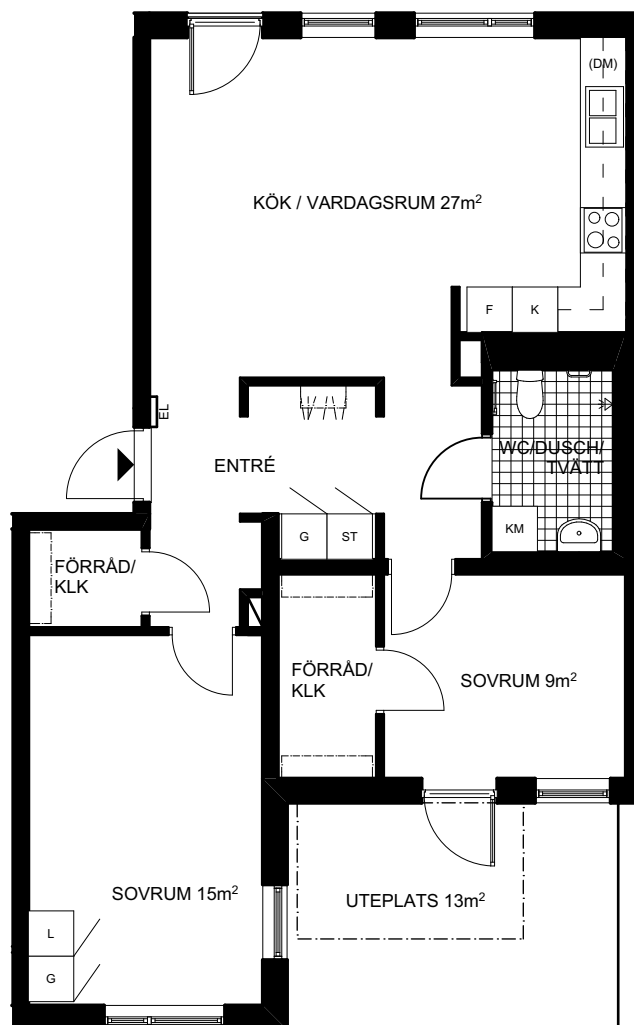 (DM)
KÖK / VARDAGSRUM 27m²
F
K
EL
ENTRÉ
WC/DUSCH/
TVÄTT
G
ST
KM
FÖRRÅD/
KLK
FÖRRÅD/
KLK
SOVRUM 9m²
SOVRUM 15m²
UTEPLATS 13m²
L
G